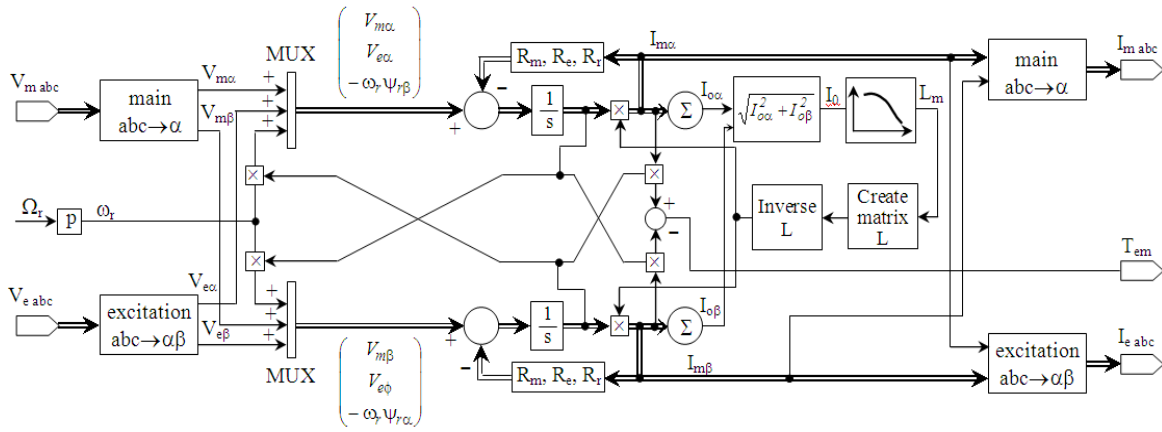 MUX
V_mα
V_eα
− ω_r ψ_rβ
V_m abc
main
abc→α
V_mα
V_mβ
+
+
+
−
+
R_m, R_e, R_r
1
s
×
Σ
I_mα
I_oα
√I²_oα + I²_oβ
I_0
L_m
main
abc→α
I_m abc
×
×
Ω_r
p
ω_r
+
−
Inverse
L
Create
matrix
L
×
×
T_em
V_e abc
excitation
abc→αβ
V_eα
V_eβ
+
+
+
MUX
V_mβ
V_eϕ
− ω_r ψ_rα
+
−
1
s
×
Σ
I_oβ
R_m, R_e, R_r
I_mβ
excitation
abc→αβ
I_e abc